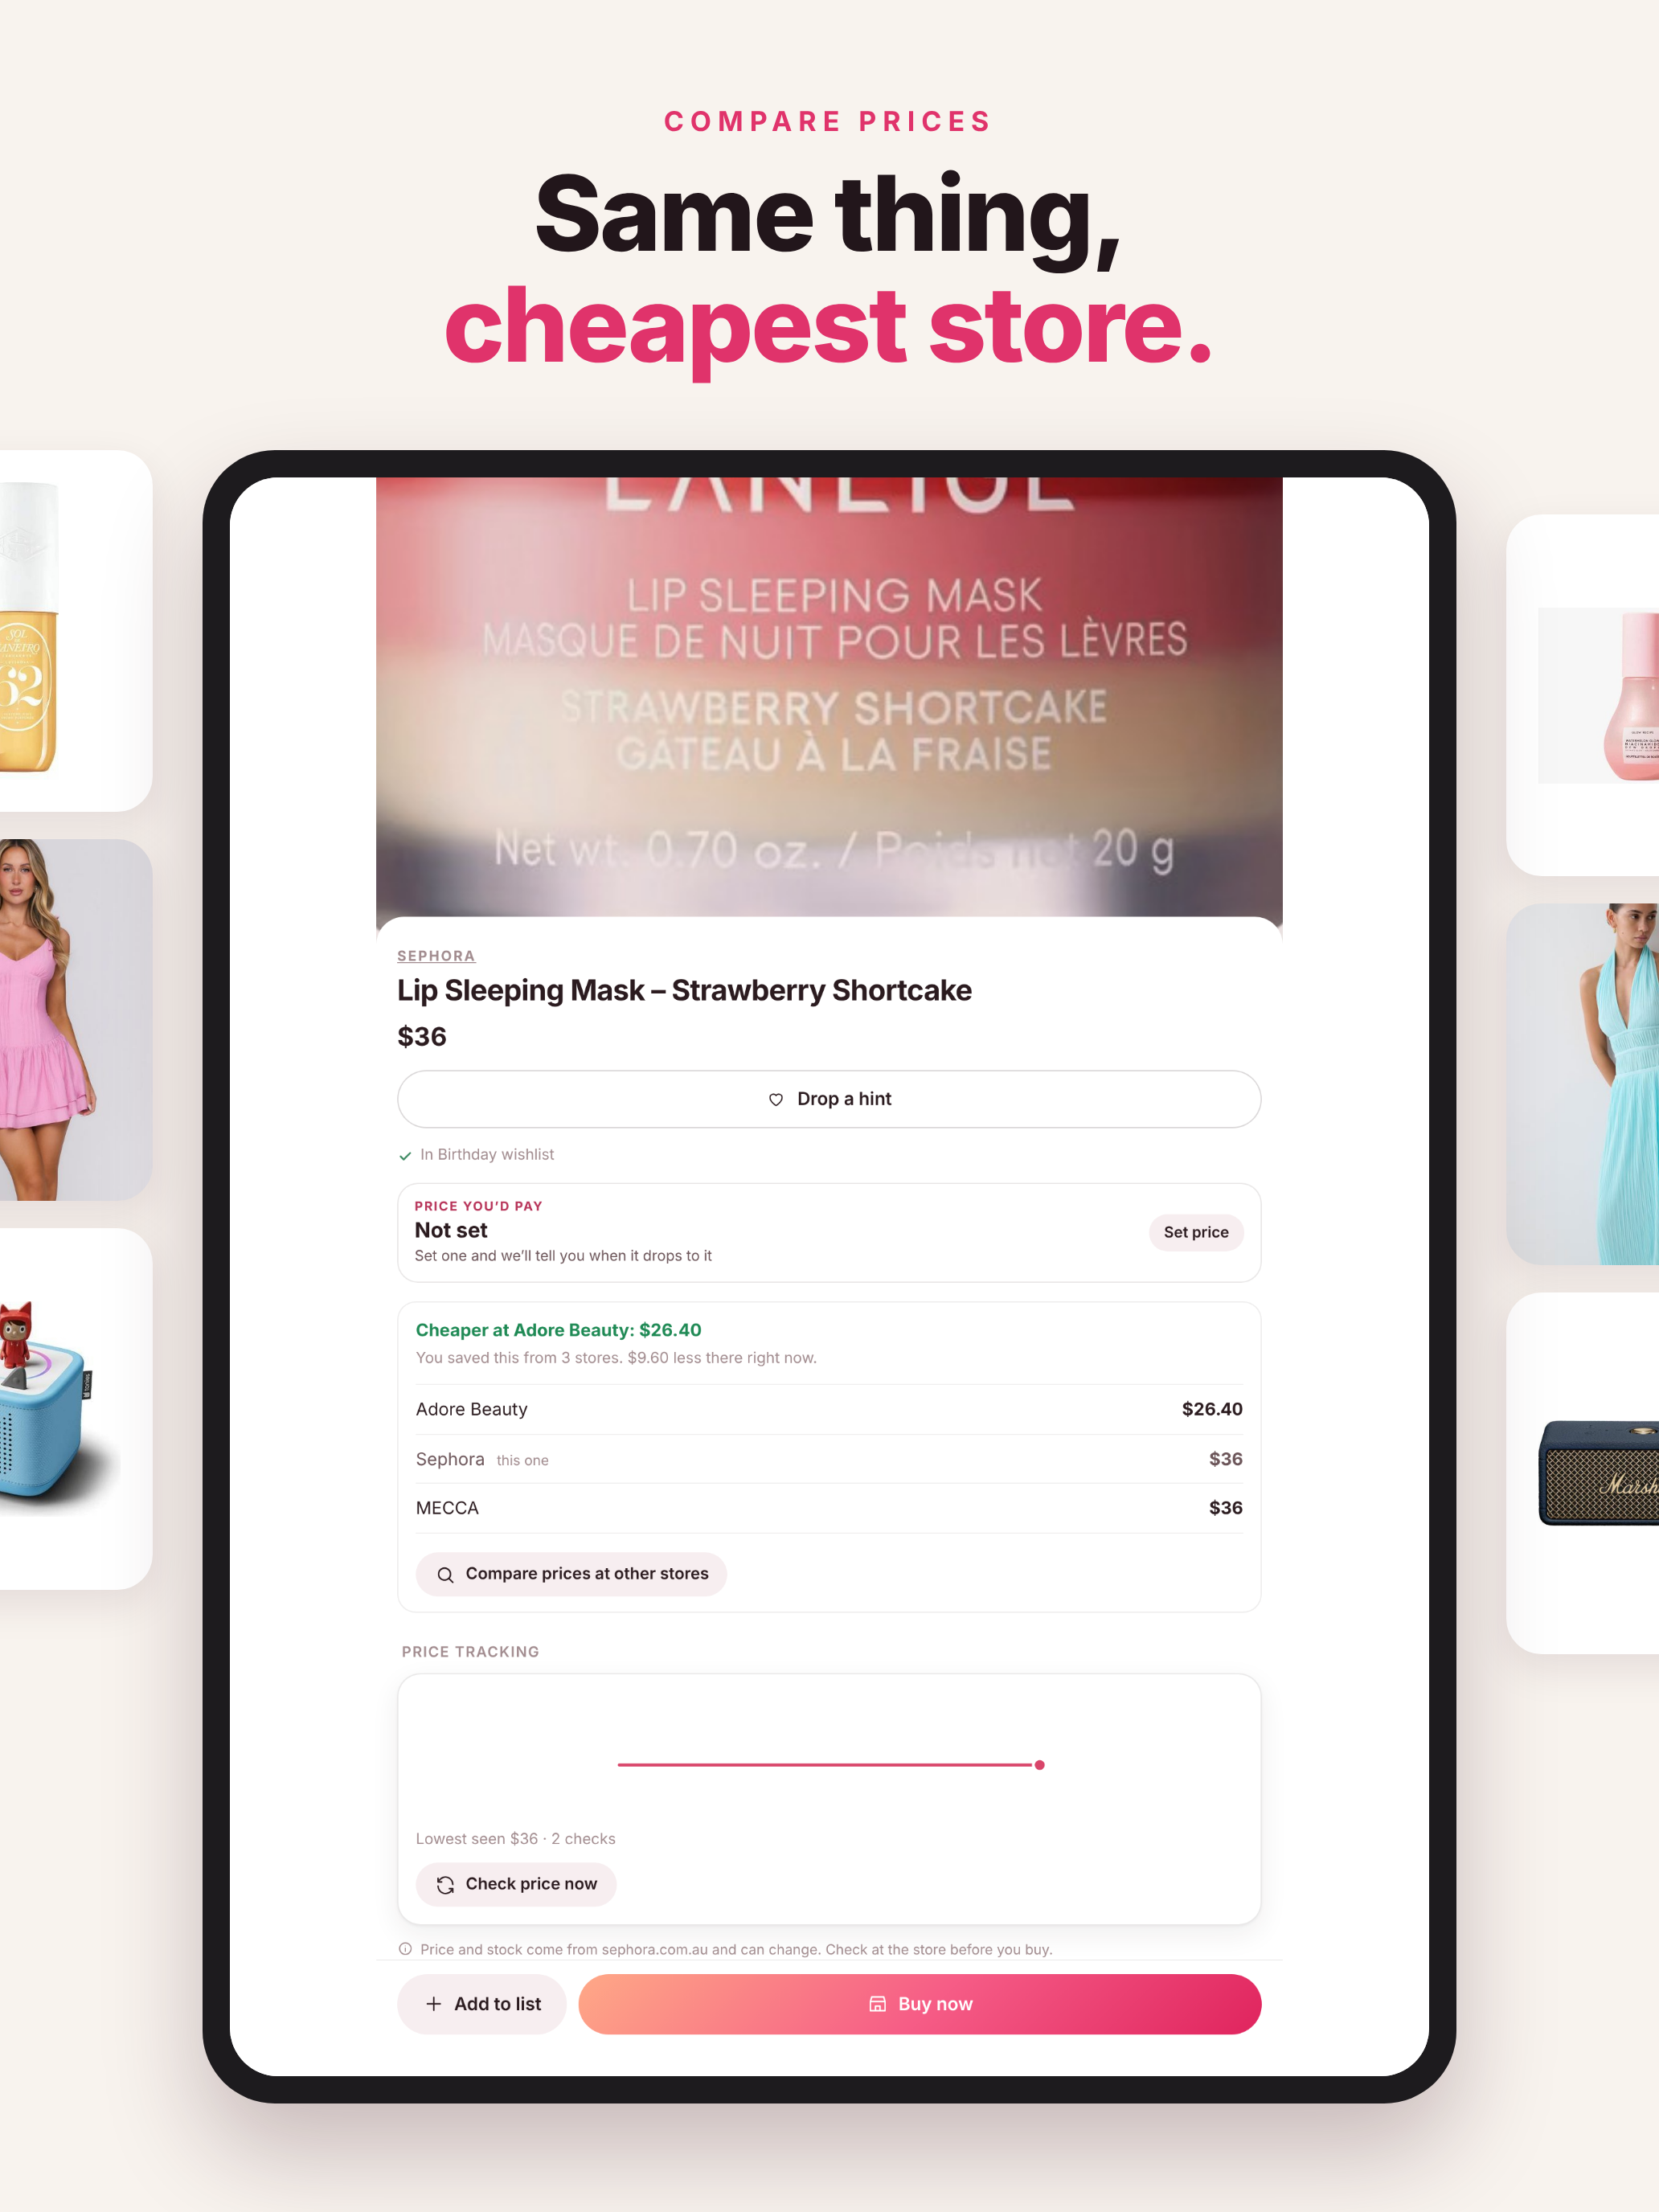 COMPARE PRICES
Same thing,
cheapest store.
LANEIGE
LIP SLEEPING MASK
MASQUE DE NUIT POUR LES LÈVRES
STRAWBERRY SHORTCAKE
GÂTEAU À LA FRAISE
Net wt. 0.70 oz. / Poids net 20 g
SEPHORA
Lip Sleeping Mask – Strawberry Shortcake
$36
Drop a hint
In Birthday wishlist
PRICE YOU'D PAY
Not set
Set one and we'll tell you when it drops to it
Set price
Cheaper at Adore Beauty: $26.40
You saved this from 3 stores. $9.60 less there right now.
Adore Beauty $26.40
Sephora this one $36
MECCA $36
Compare prices at other stores
PRICE TRACKING
Lowest seen $36 · 2 checks
Check price now
Price and stock come from sephora.com.au and can change. Check at the store before you buy.
Add to list
Buy now
SOL
62
Marsh